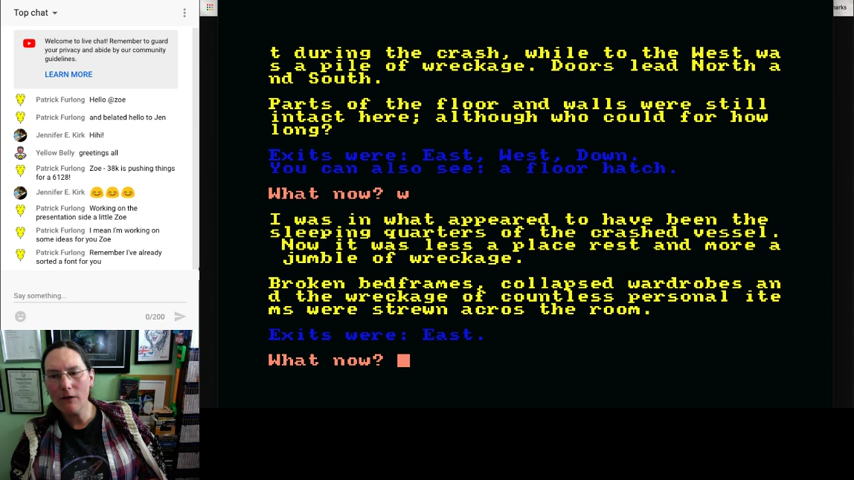 Top chat
Welcome to live chat! Remember to guard
your privacy and abide by our community
guidelines.
LEARN MORE
Patrick Furlong Hello @zoe
Patrick Furlong and belated hello to Jen
Jennifer E. Kirk Hihi!
Yellow Belly greetings all
Patrick Furlong Zoe - 38k is pushing things
for a 6128!
Jennifer E. Kirk
Patrick Furlong Working on the
presentation side a little Zoe
Patrick Furlong I mean I'm working on
some ideas for you Zoe
Patrick Furlong Remember I've already
sorted a font for you
Say something...
0/200
t during the crash, while to the West wa
s a pile of wreckage. Doors lead North a
nd South.
Parts of the floor and walls were still
intact here; although who could for how
long?
Exits were: East, West, Down.
You can also see: a floor hatch.
What now? w
I was in what appeared to have been the
sleeping quarters of the crashed vessel.
Now it was less a place rest and more a
jumble of wreckage.
Broken bedframes, collapsed wardrobes an
d the wreckage of countless personal ite
ms were strewn acros the room.
Exits were: East.
What now?